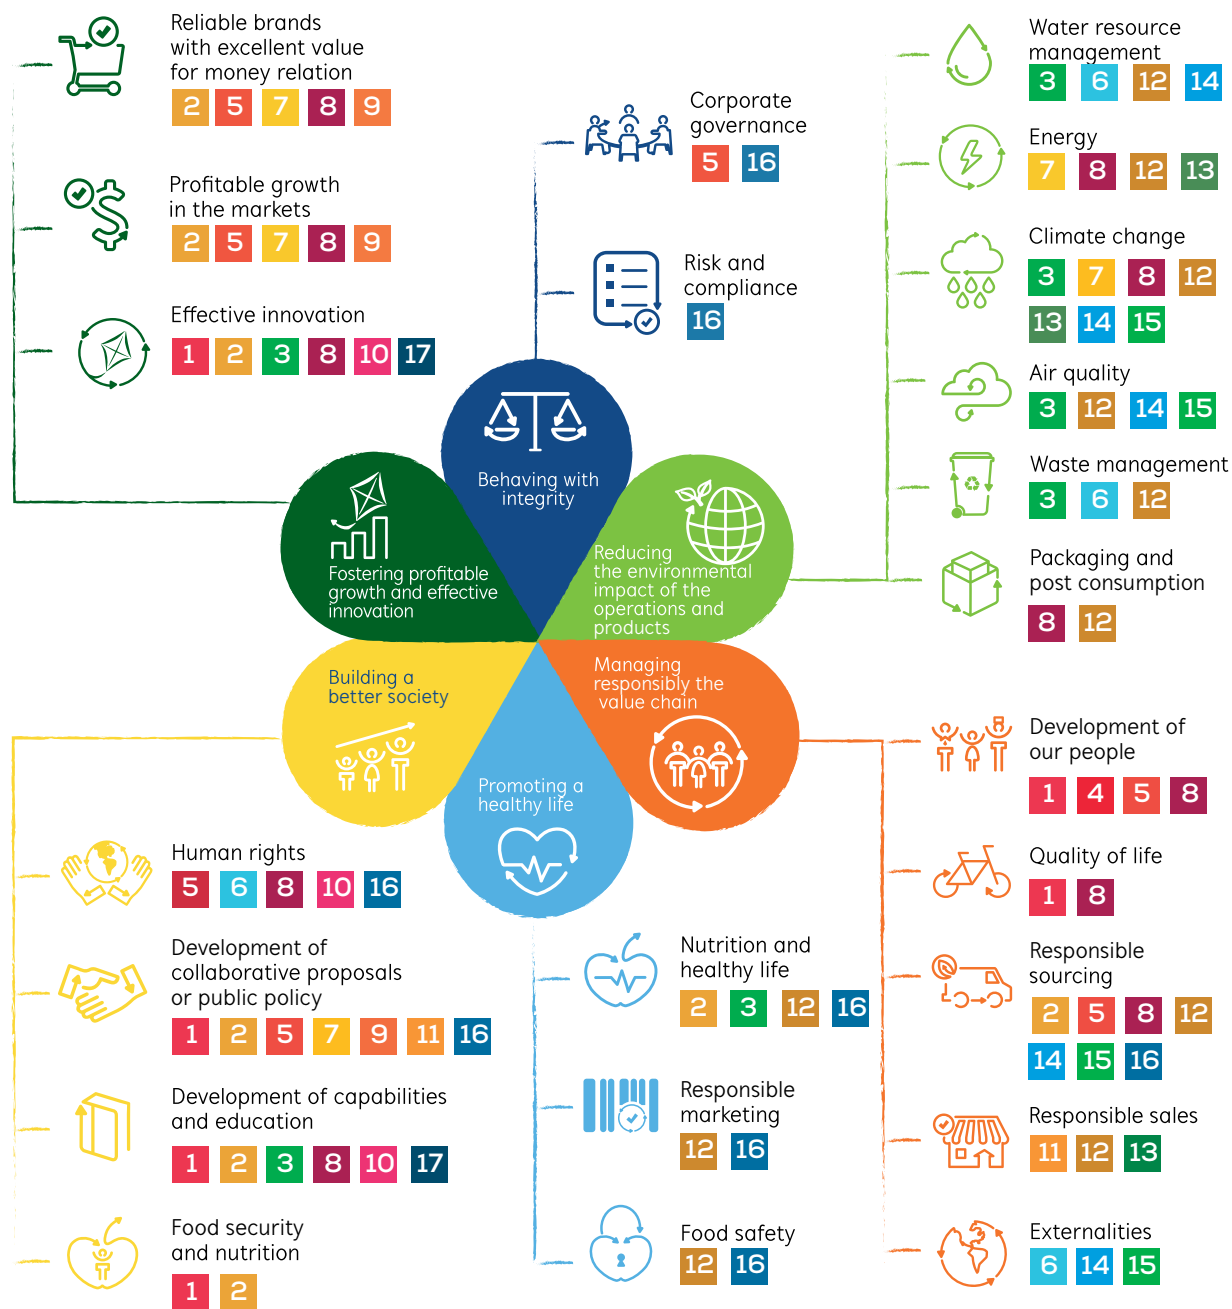 Reliable brands
with excellent value
for money relation
2 5 7 8 9
Profitable growth
in the markets
2 5 7 8 9
Effective innovation
1 2 3 8 10 17
Corporate
governance
5 16
Risk and
compliance
16
Water resource
management
3 6 12 14
Energy
7 8 12 13
Climate change
3 7 8 12
13 14 15
Air quality
3 12 14 15
Waste management
3 6 12
Packaging and
post consumption
8 12
Behaving with
integrity
Fostering profitable
growth and effective
innovation
Reducing
the environmental
impact of the
operations and
products
Building a
better society
Promoting a
healthy life
Managing
responsibly the
value chain
Human rights
5 6 8 10 16
Development of
collaborative proposals
or public policy
1 2 5 7 9 11 16
Development of capabilities
and education
1 2 3 8 10 17
Food security
and nutrition
1 2
Nutrition and
healthy life
2 3 12 16
Responsible
marketing
12 16
Food safety
12 16
Development of
our people
1 4 5 8
Quality of life
1 8
Responsible
sourcing
2 5 8 12
14 15 16
Responsible sales
11 12 13
Externalities
6 14 15